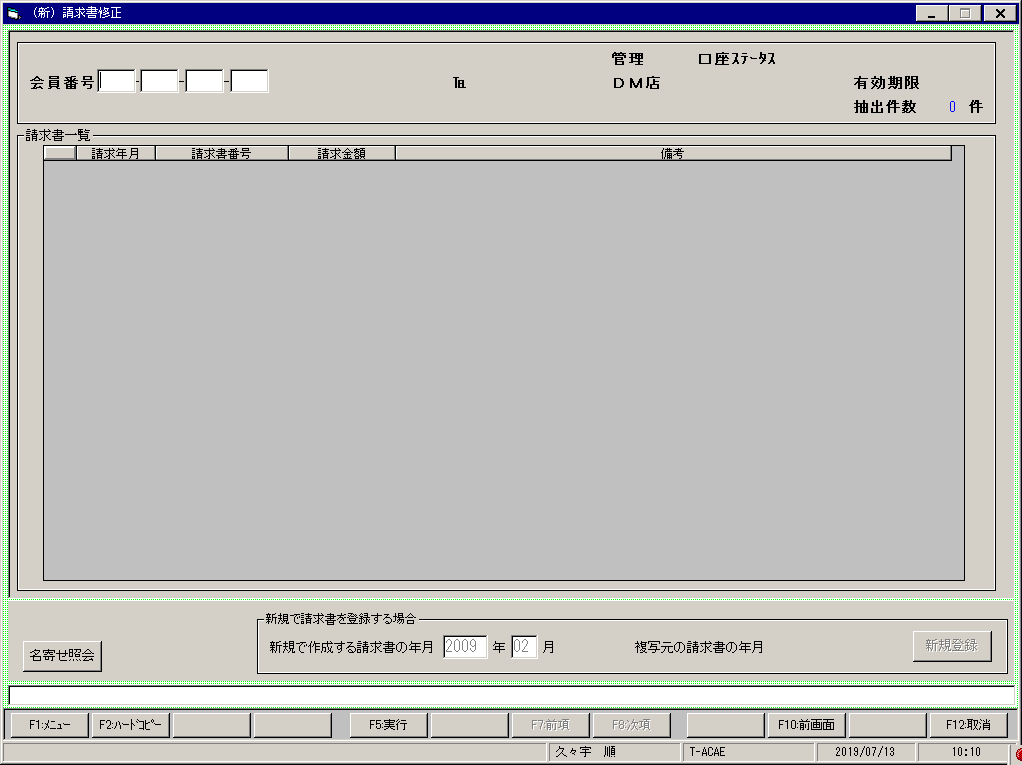 （新）請求書修正
管理 口座ｽﾃｰﾀｽ
会員番号 - - - ℡ ＤＭ店 有効期限
抽出件数 0 件
請求書一覧
請求年月 請求書番号 請求金額 備考
新規で請求書を登録する場合
新規で作成する請求書の年月 2009 年 02 月 複写元の請求書の年月 新規登録
名寄せ照会
F1:ﾒﾆｭｰ F2:ﾊｰﾄﾞｺﾋﾟｰ F5:実行 F7:前項 F8:次項 F10:前画面 F12:取消
久々宇 順 T-ACAE 2019/07/13 10:10